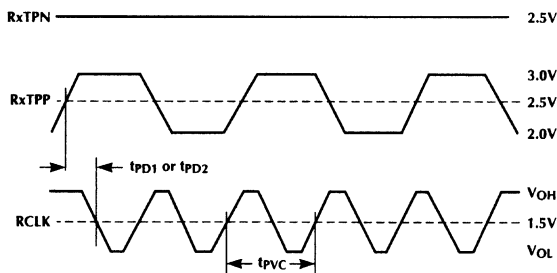 RxTPN 2.5V
3.0V
RxTPP 2.5V
2.0V
tPD1 or tPD2
VOH
RCLK 1.5V
tPVC
VOL